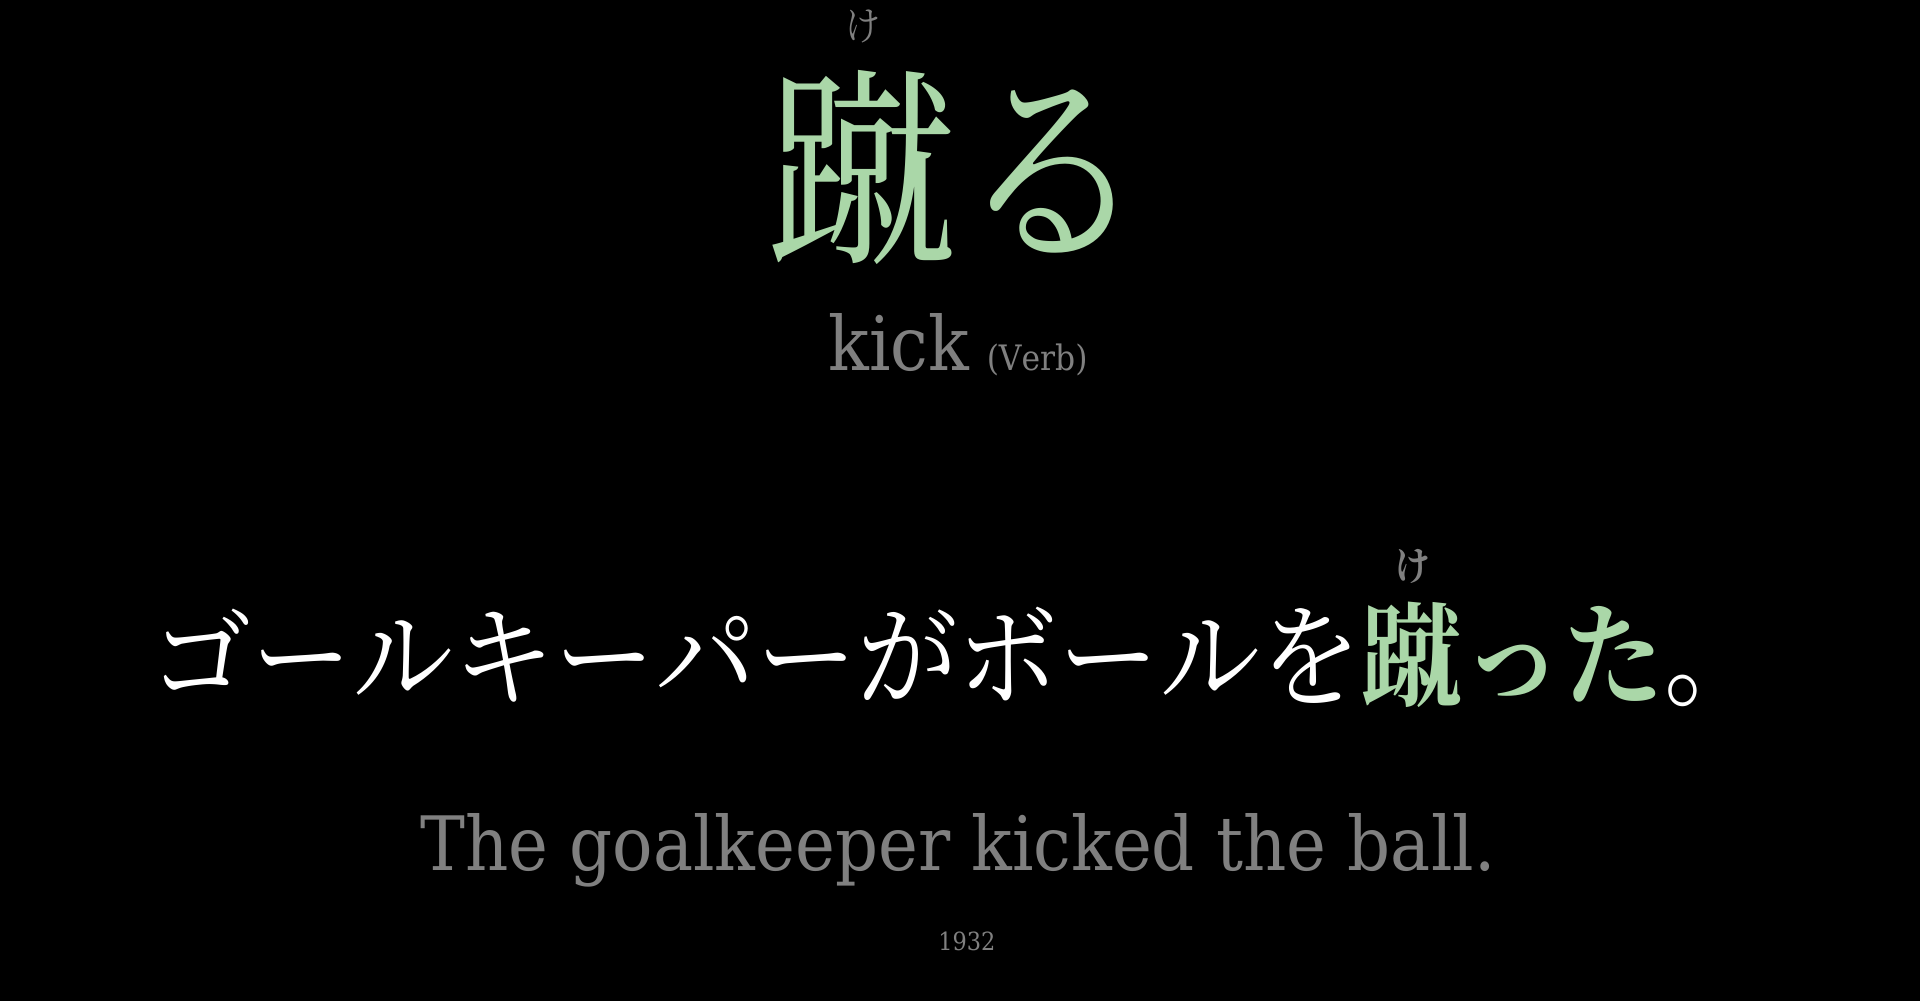 け
蹴る
kick (Verb)
け
ゴールキーパーがボールを蹴った。
The goalkeeper kicked the ball.
1932